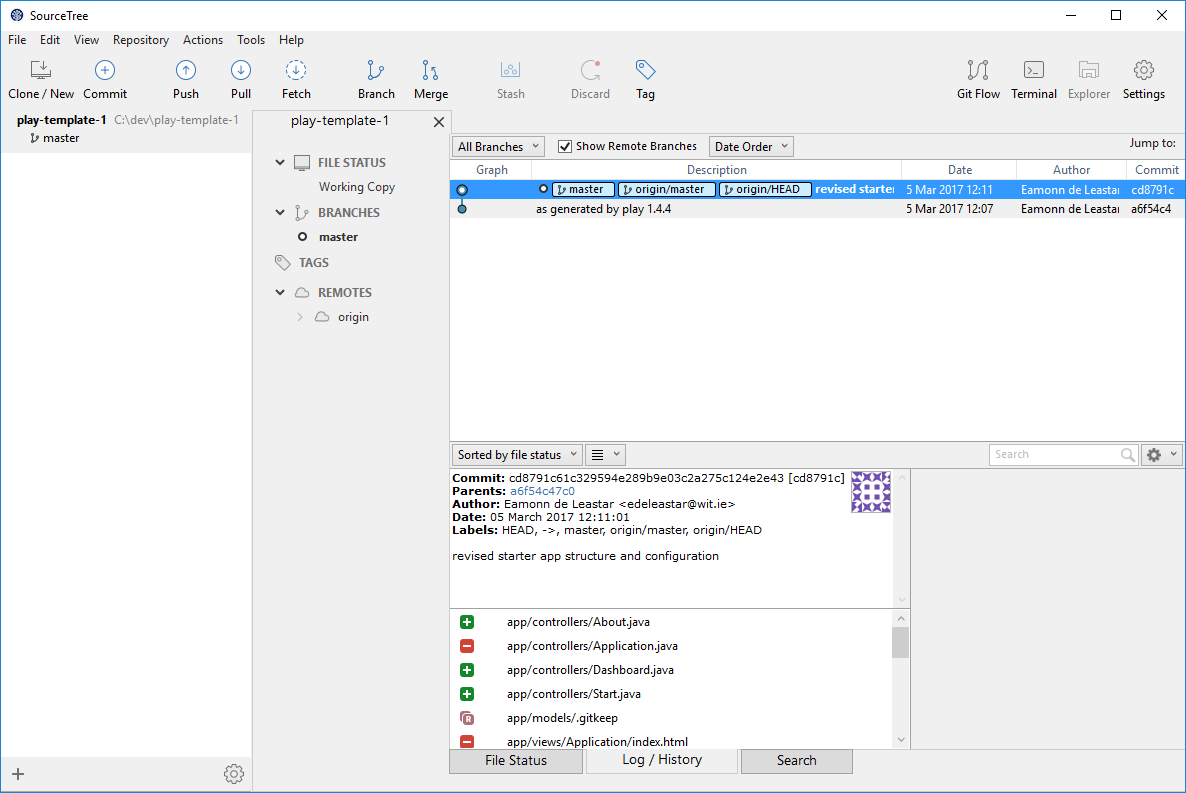 SourceTree
File Edit View Repository Actions Tools Help
Clone / New Commit Push Pull Fetch Branch Merge Stash Discard Tag Git Flow Terminal Explorer Settings
play-template-1 C:\dev\play-template-1
master
play-template-1
FILE STATUS
Working Copy
BRANCHES
master
TAGS
REMOTES
origin
All Branches Show Remote Branches Date Order Jump to:
Graph Description Date Author Commit
master origin/master origin/HEAD revised starter 5 Mar 2017 12:11 Eamonn de Leastar cd8791c
as generated by play 1.4.4 5 Mar 2017 12:07 Eamonn de Leastar a6f54c4
Sorted by file status Search
Commit: cd8791c61c329594e289b9e03c2a275c124e2e43 [cd8791c]
Parents: a6f54c47c0
Author: Eamonn de Leastar <edeleastar@wit.ie>
Date: 05 March 2017 12:11:01
Labels: HEAD, ->, master, origin/master, origin/HEAD
revised starter app structure and configuration
app/controllers/About.java
app/controllers/Application.java
app/controllers/Dashboard.java
app/controllers/Start.java
R app/models/.gitkeep
app/views/Application/index.html
File Status Log / History Search